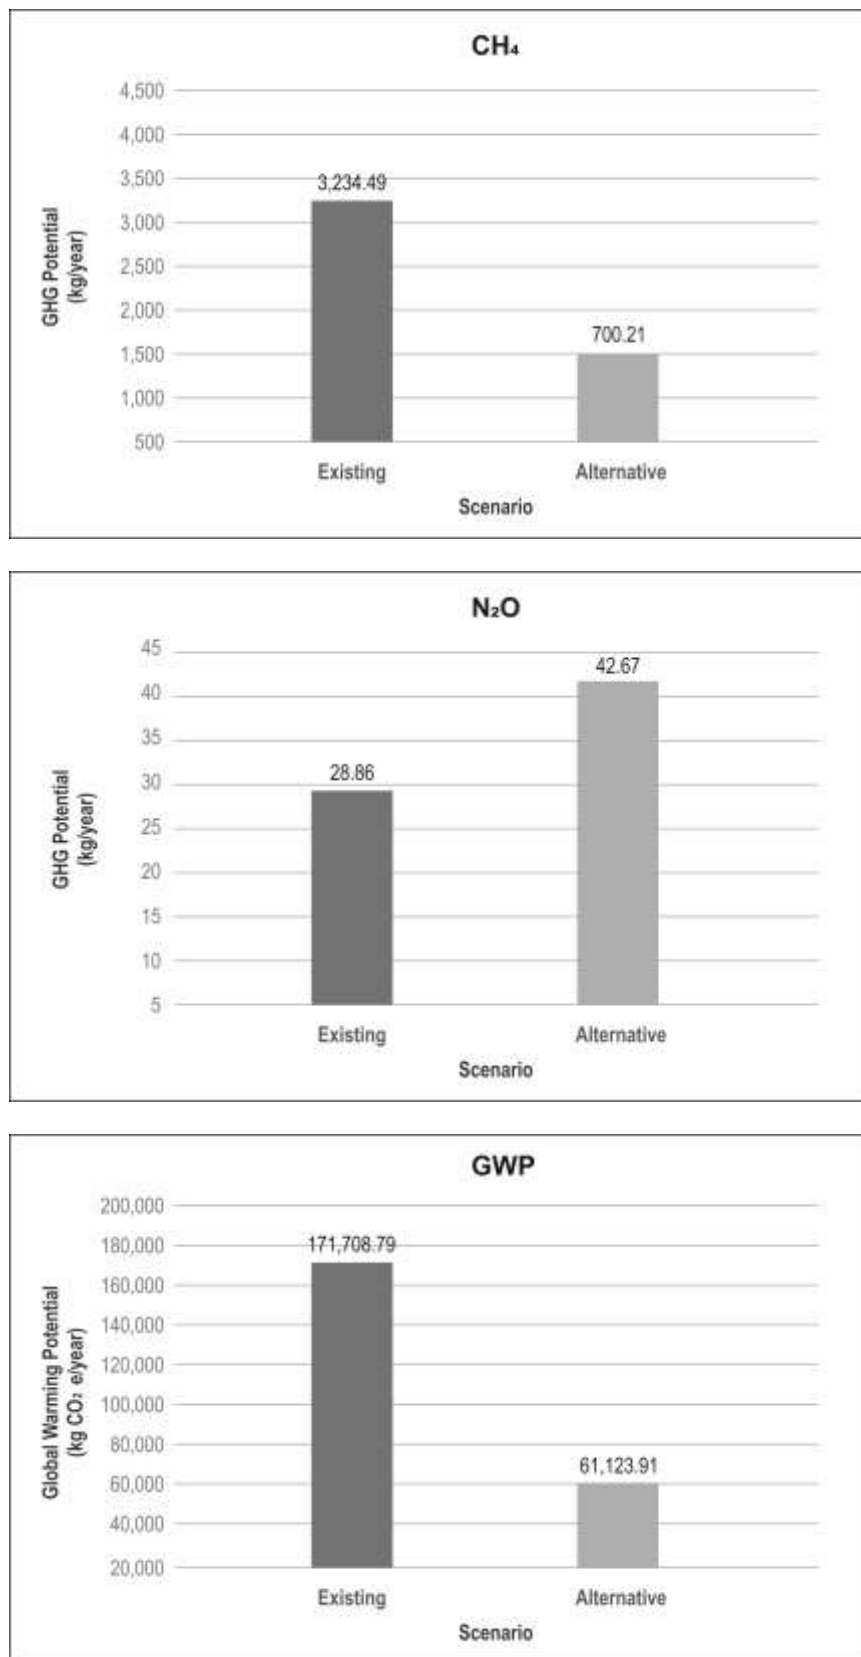 CH₄
4,500
4,000
3,500
3,000
2,500
2,000
1,500
1,000
500
GHG Potential
(kg/year)
3,234.49
700.21
Existing
Alternative
Scenario
N₂O
45
40
35
30
25
20
15
10
5
GHG Potential
(kg/year)
28.86
42.67
Existing
Alternative
Scenario
GWP
200,000
180,000
160,000
140,000
120,000
100,000
80,000
60,000
40,000
20,000
Global Warming Potential
(kg CO₂ e/year)
171,708.79
61,123.91
Existing
Alternative
Scenario